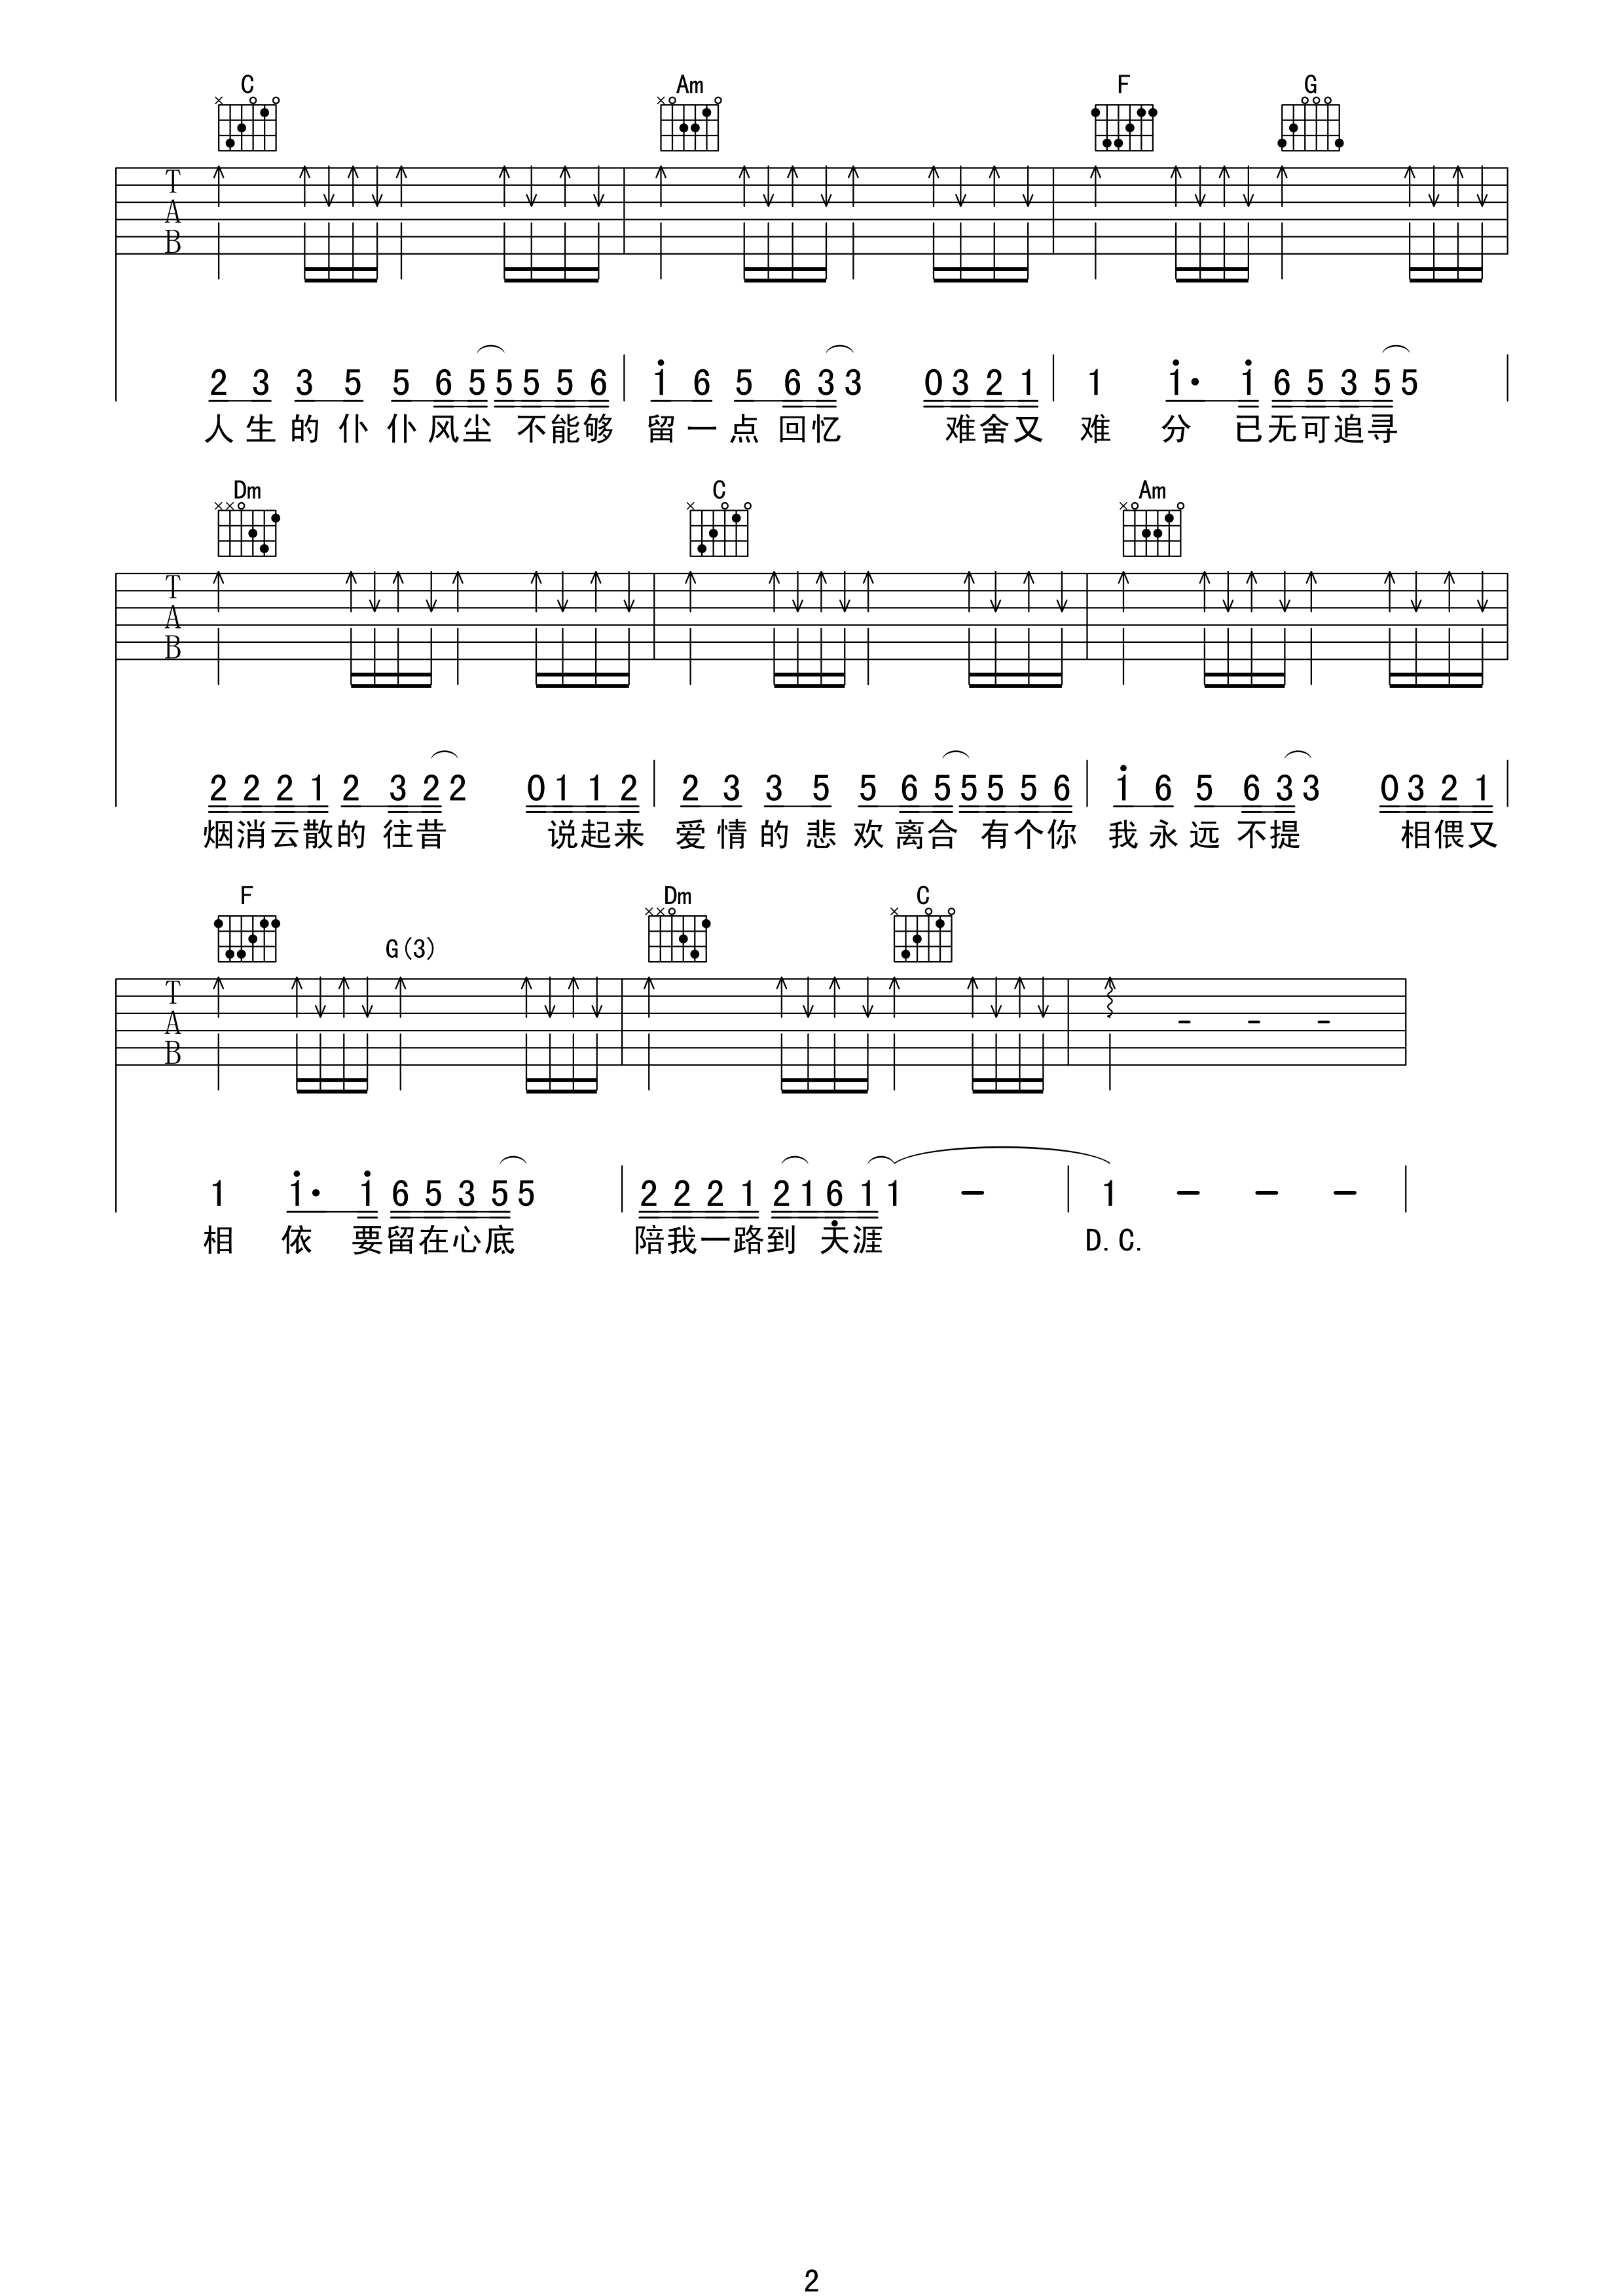 C Am F G
T
A
B
2 3 3 5 5 6 5 5 5 5 6 i 6 5 6 3 3 0 3 2 1 1 i· i 6 5 3 5 5
人生的仆仆风尘 不能够 留一点回忆 难舍又 难 分 已无可追寻
Dm C Am
T
A
B
2 2 2 1 2 3 2 2 0 1 1 2 2 3 3 5 5 6 5 5 5 5 6 i 6 5 6 3 3 0 3 2 1
烟消云散的往昔 说起来 爱情的悲欢离合 有个你 我永远不提 相偎又
F G(3) Dm C
T
A
B
1 i· i 6 5 3 5 5 2 2 2 1 2 1 6̣ 1 1 - 1 - - -
相 依 要留在心底 陪我一路到 天涯 D.C.
2